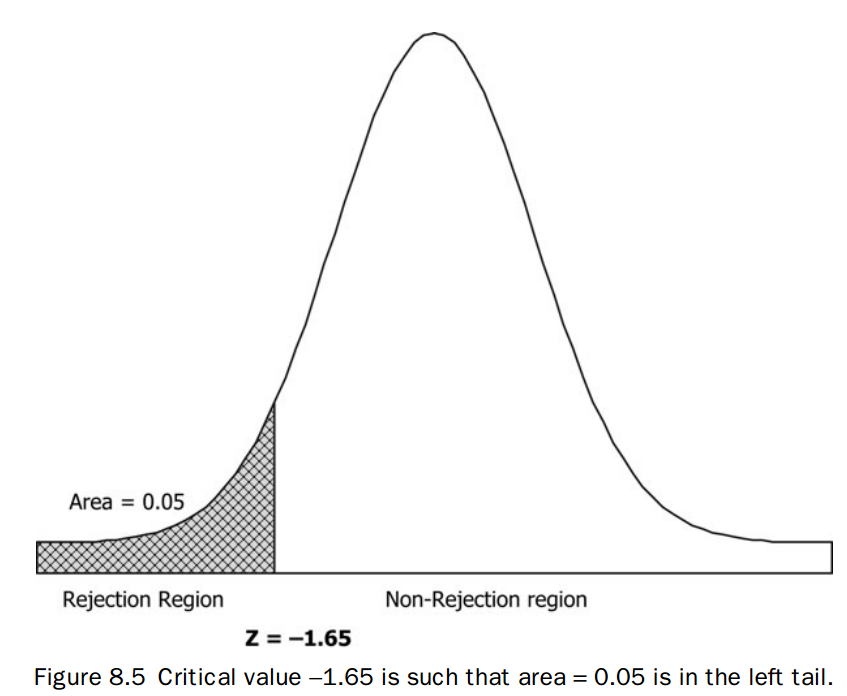 Area = 0.05
Rejection Region
Non-Rejection region
Z = –1.65
Figure 8.5 Critical value –1.65 is such that area = 0.05 is in the left tail.